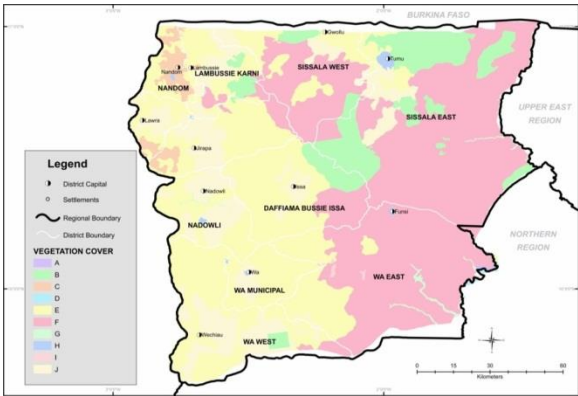 BURKINA FASO
Gwollu
SISSALA WEST
Tumu
Nandom
Lambussie
LAMBUSSIE KARNI
NANDOM
UPPER EAST
REGION
SISSALA EAST
Lawra
Jirapa
Legend
District Capital
Settlements
Regional Boundary
District Boundary
VEGETATION COVER
A
B
C
D
E
F
G
H
I
J
Nadowli
Issa
DAFFIAMA BUSSIE ISSA
Funsi
NADOWLI
NORTHERN
REGION
Wa
WA EAST
WA MUNICIPAL
Wechiau
WA WEST
0
15
30
60
Kilometers